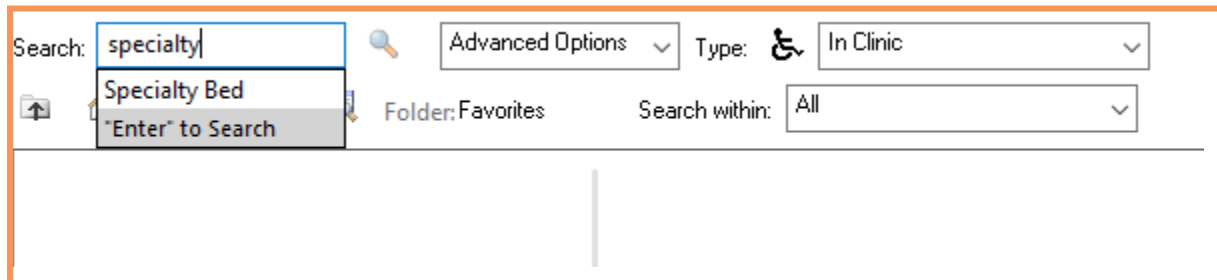 Search: specialty Advanced Options Type: In Clinic
Specialty Bed
Folder: Favorites Search within: All
"Enter" to Search